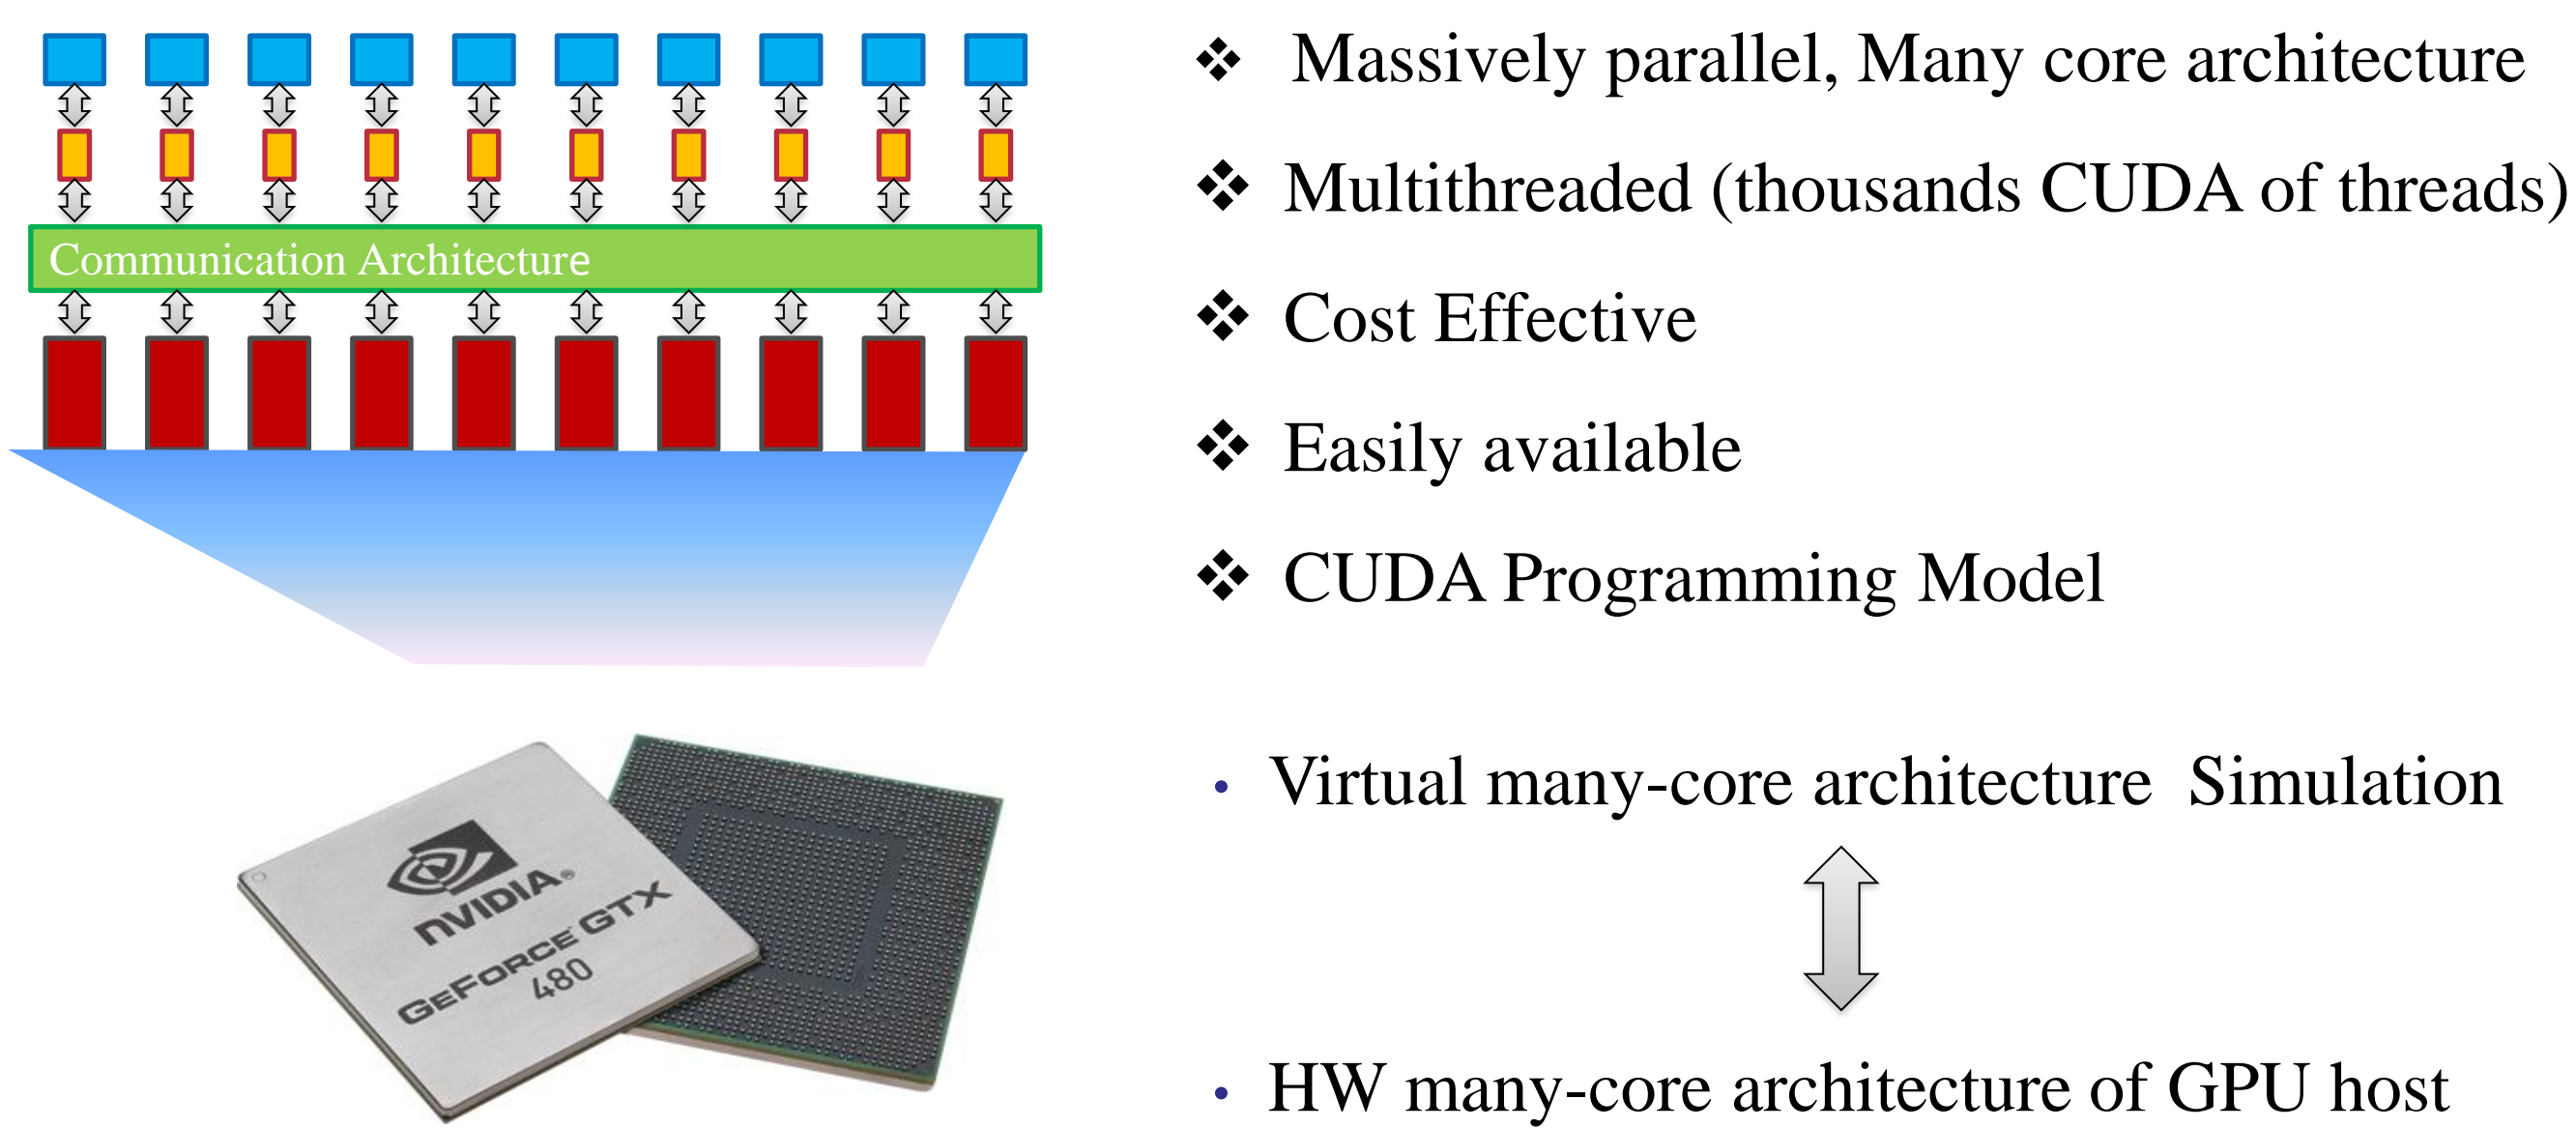 Communication Architecture
❖ Massively parallel, Many core architecture
❖ Multithreaded (thousands CUDA of threads)
❖ Cost Effective
❖ Easily available
❖ CUDA Programming Model
NVIDIA®
GEFORCE GTX
480
• Virtual many-core architecture Simulation
• HW many-core architecture of GPU host